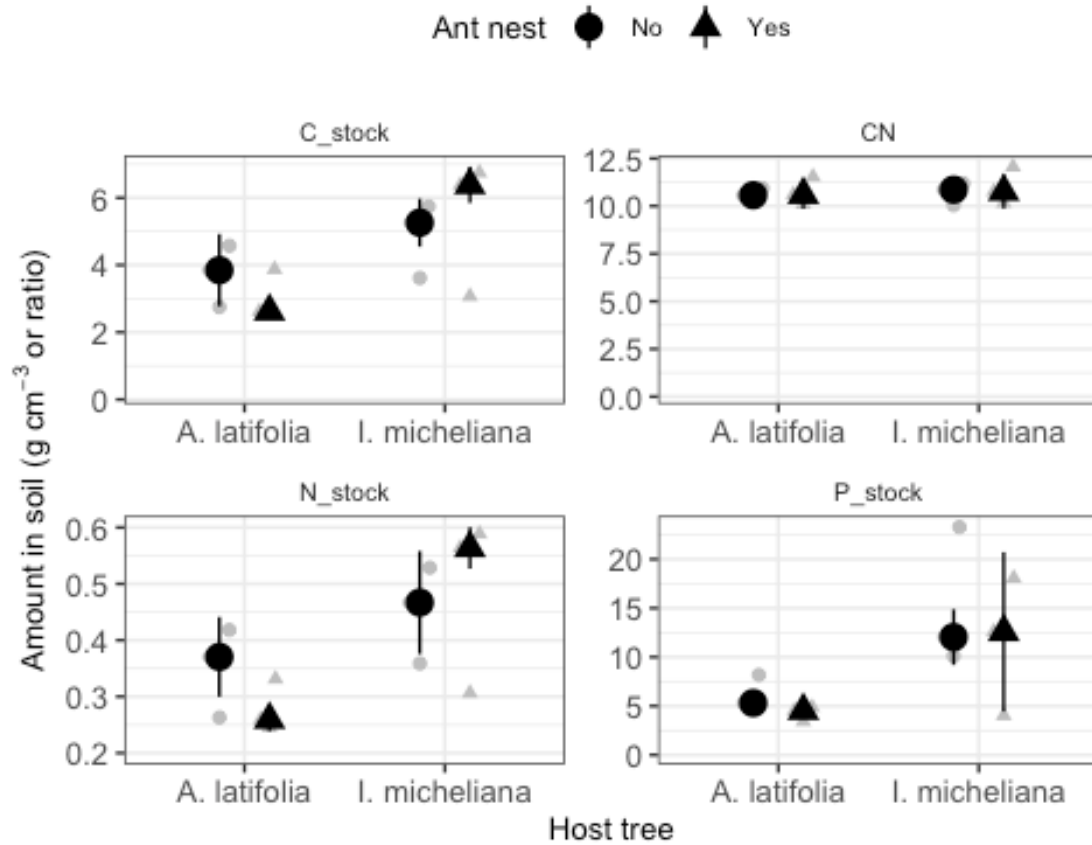 Ant nest No Yes
C_stock CN
6
4
2
0
12.5
10.0
7.5
5.0
2.5
0.0
A. latifolia I. micheliana A. latifolia I. micheliana
N_stock P_stock
0.6
0.5
0.4
0.3
0.2
20
15
10
5
0
A. latifolia I. micheliana A. latifolia I. micheliana
Host tree
Amount in soil (g cm⁻³ or ratio)